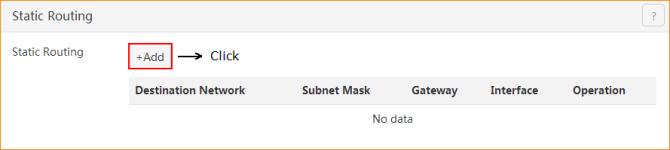 Static Routing ?
Static Routing +Add Click
Destination Network Subnet Mask Gateway Interface Operation
No data